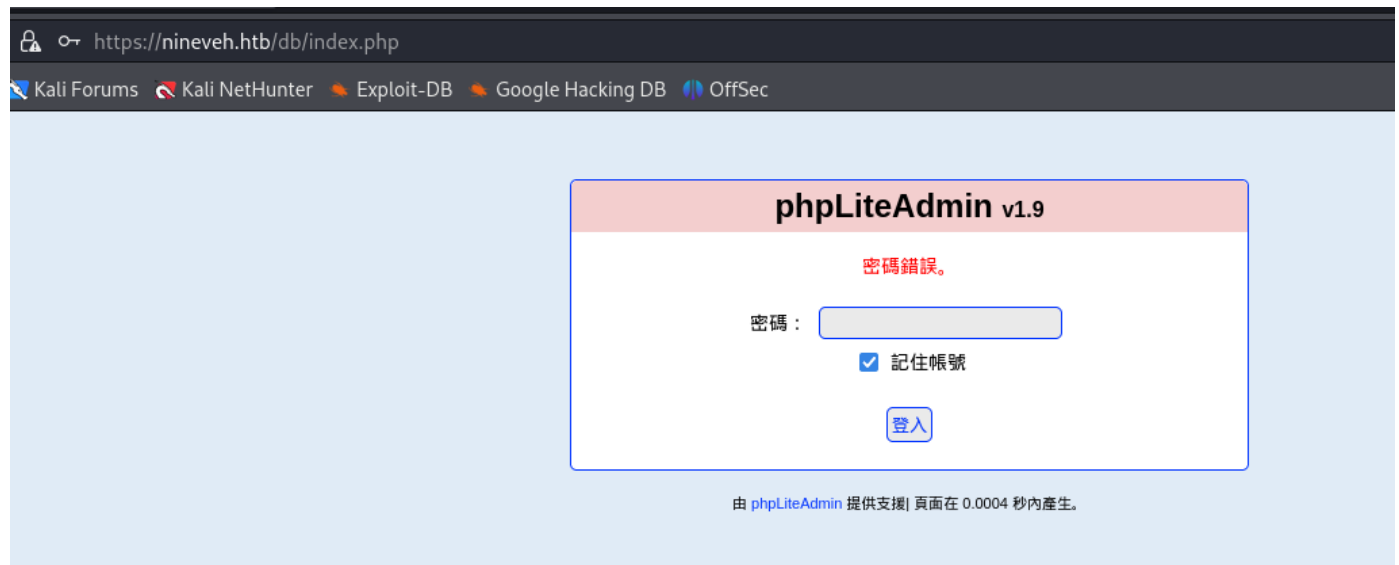 https://nineveh.htb/db/index.php
Kali Forums Kali NetHunter Exploit-DB Google Hacking DB OffSec
phpLiteAdmin v1.9
密碼錯誤。
密碼：
記住帳號
登入
由 phpLiteAdmin 提供支援| 頁面在 0.0004 秒內產生。